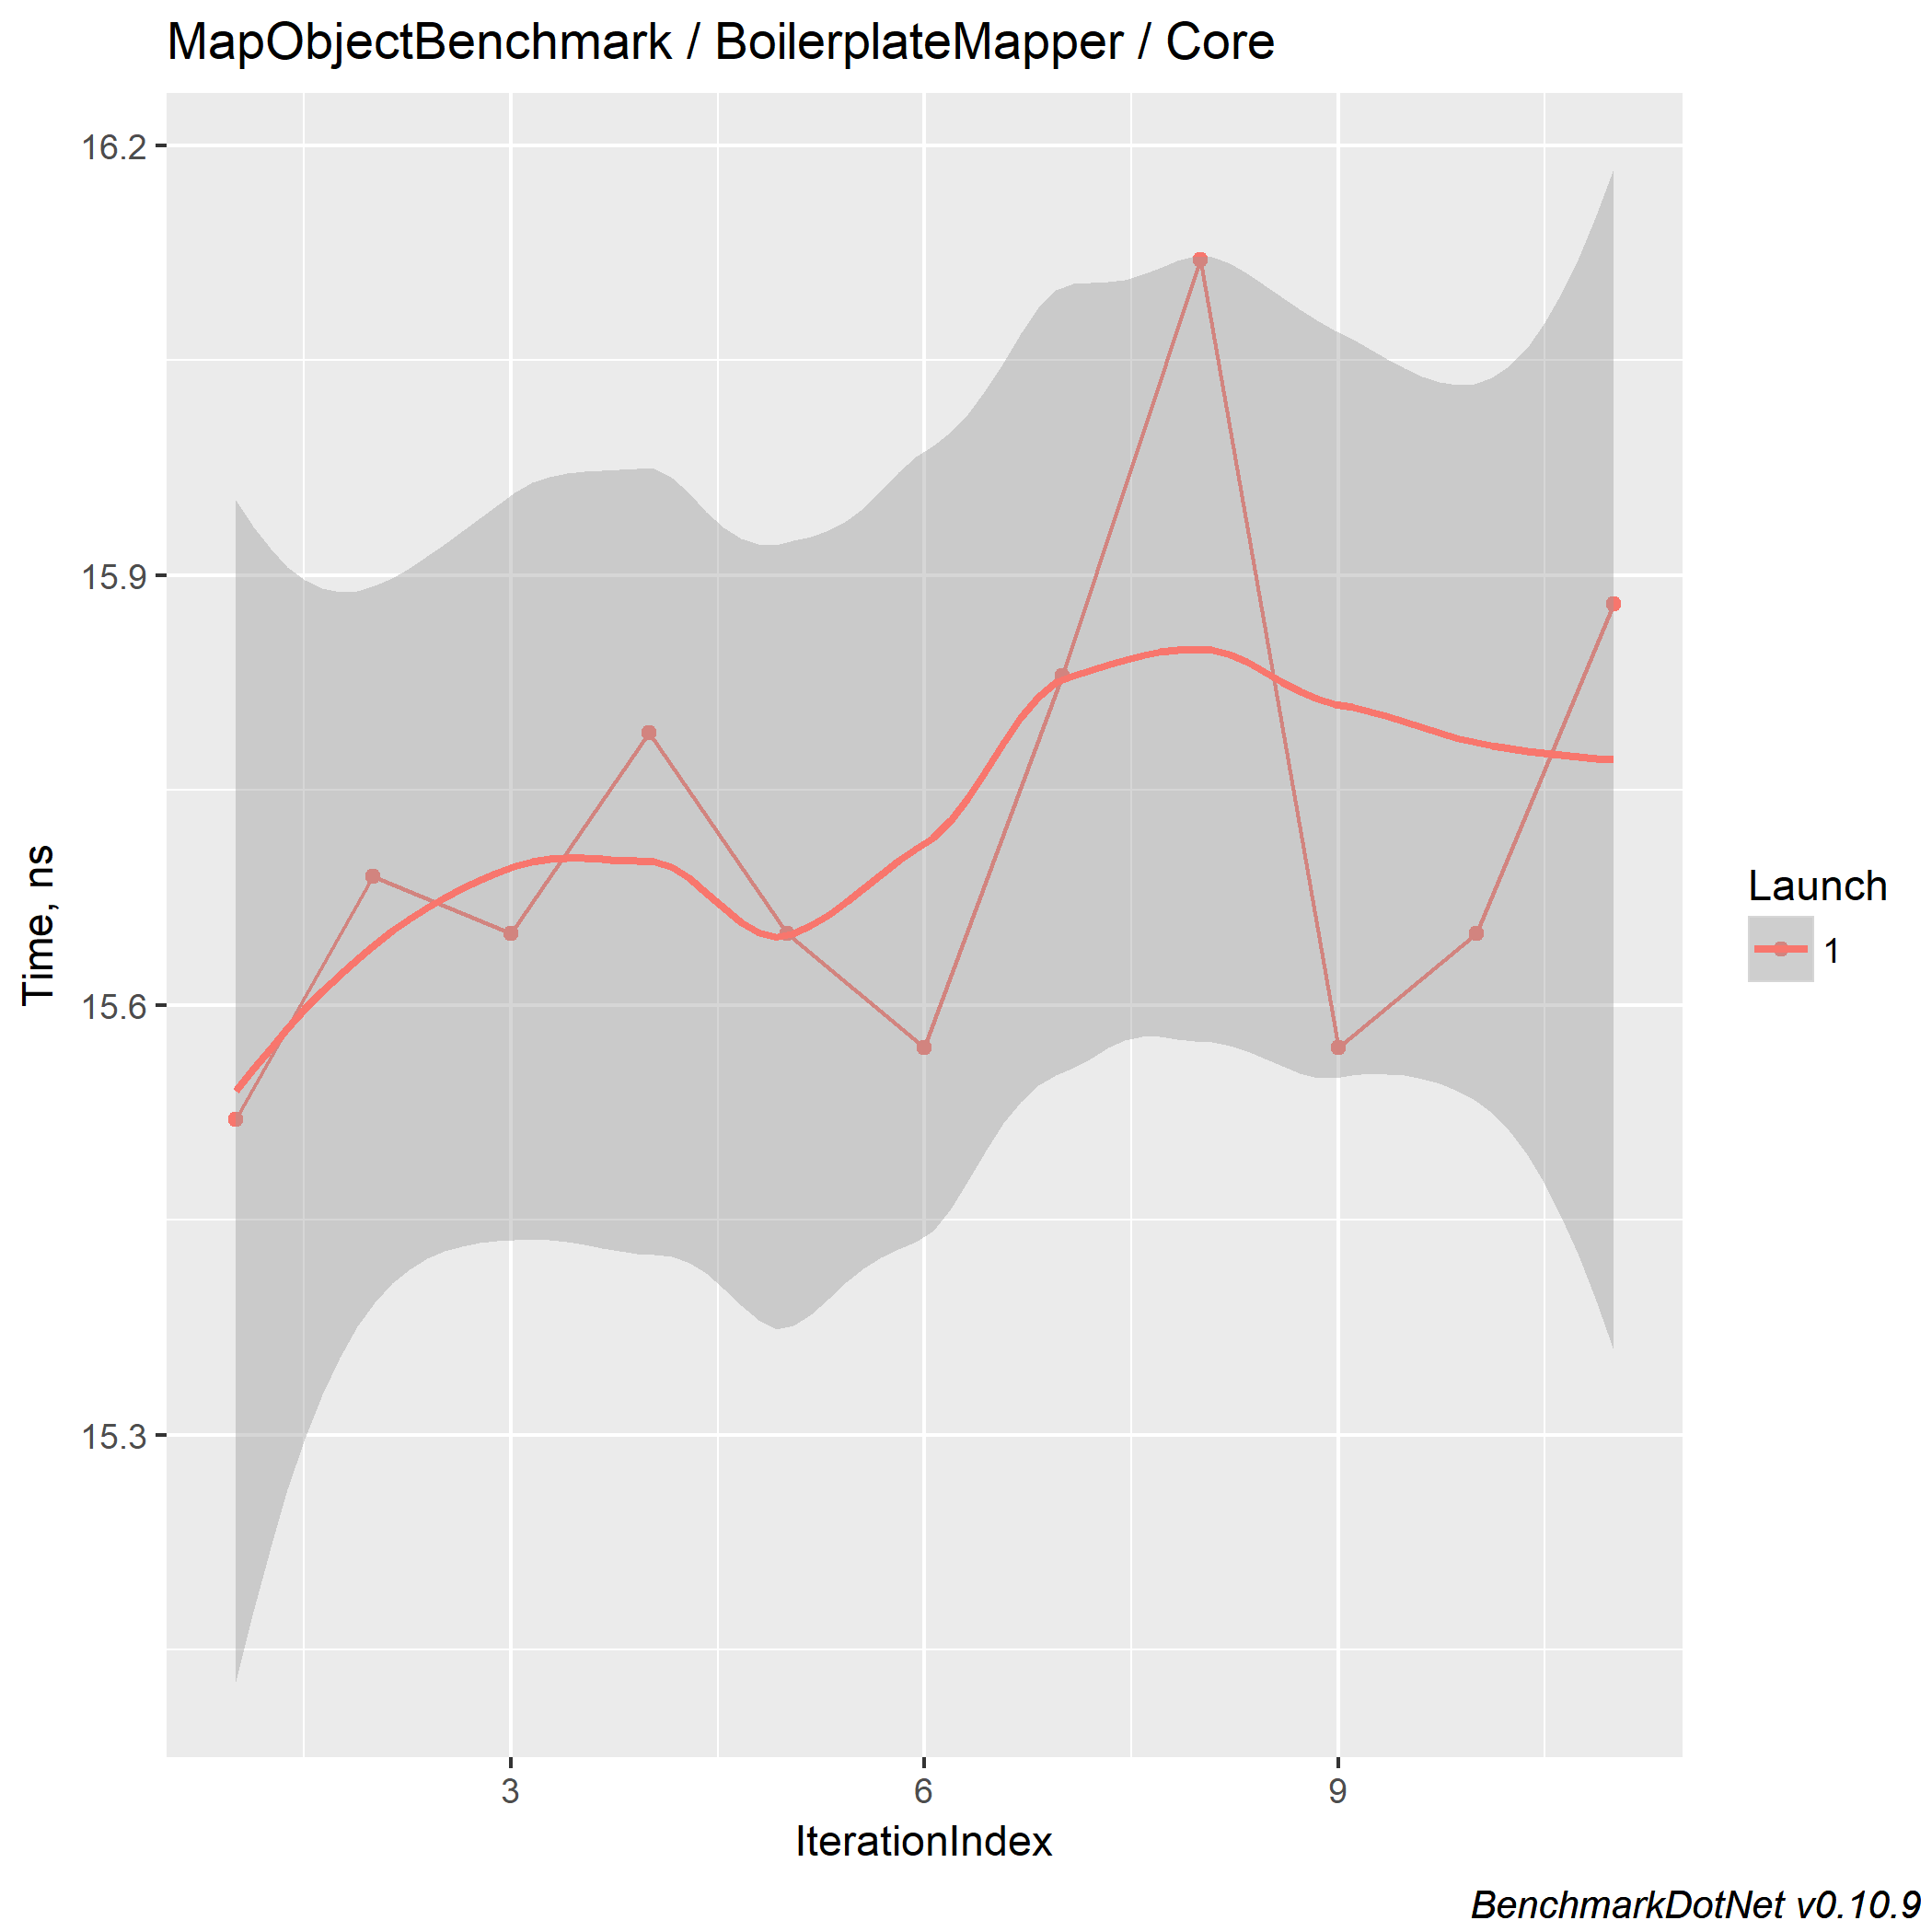 MapObjectBenchmark / BoilerplateMapper / Core
16.2
15.9
15.6
15.3
Time, ns
3
6
9
IterationIndex
Launch
1
BenchmarkDotNet v0.10.9